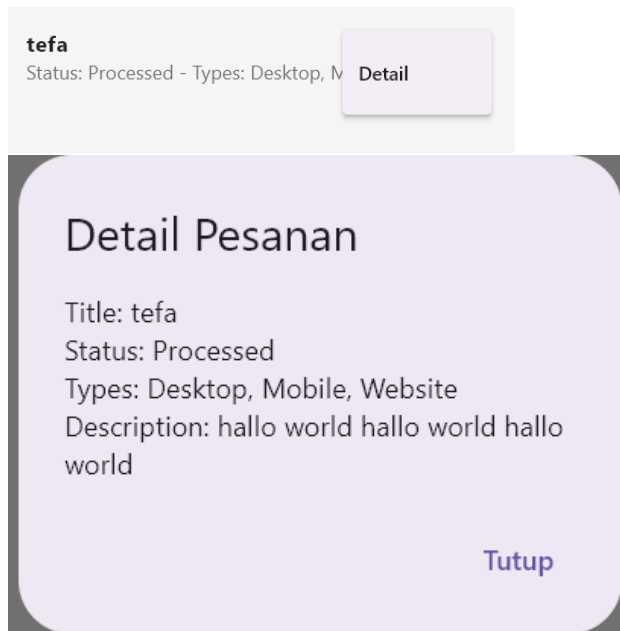 tefa
Status: Processed - Types: Desktop,
Detail
Detail Pesanan
Title: tefa
Status: Processed
Types: Desktop, Mobile, Website
Description: hallo world hallo world hallo
world
Tutup